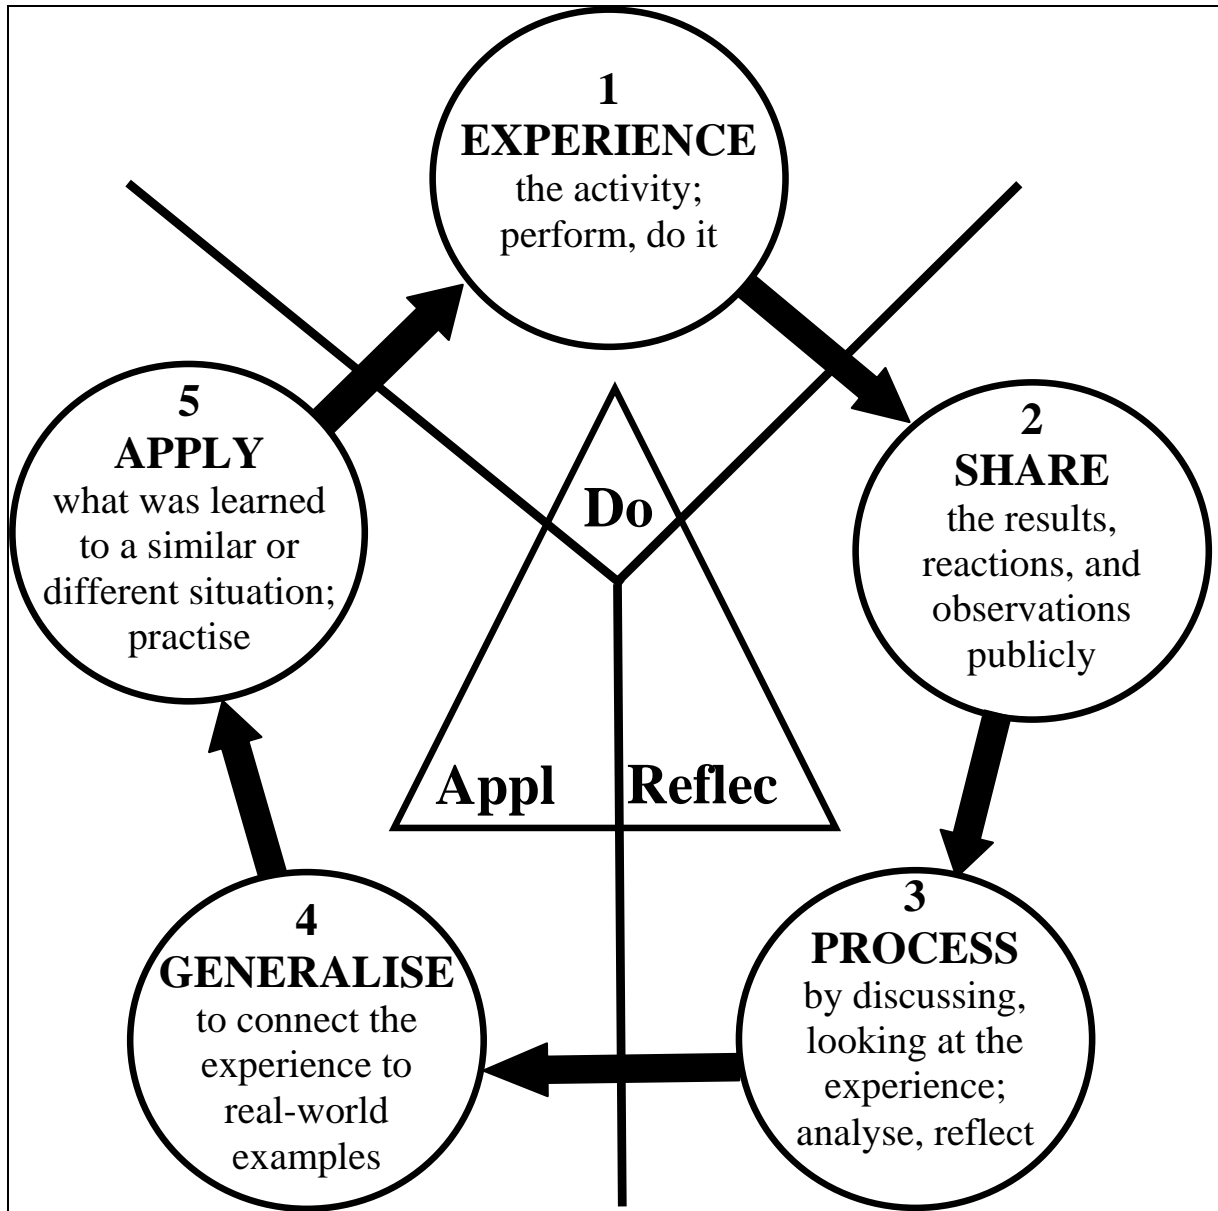 1
EXPERIENCE
the activity;
perform, do it
2
SHARE
the results,
reactions, and
observations
publicly
3
PROCESS
by discussing,
looking at the
experience;
analyse, reflect
4
GENERALISE
to connect the
experience to
real-world
examples
5
APPLY
what was learned
to a similar or
different situation;
practise
Do
Appl
Reflec